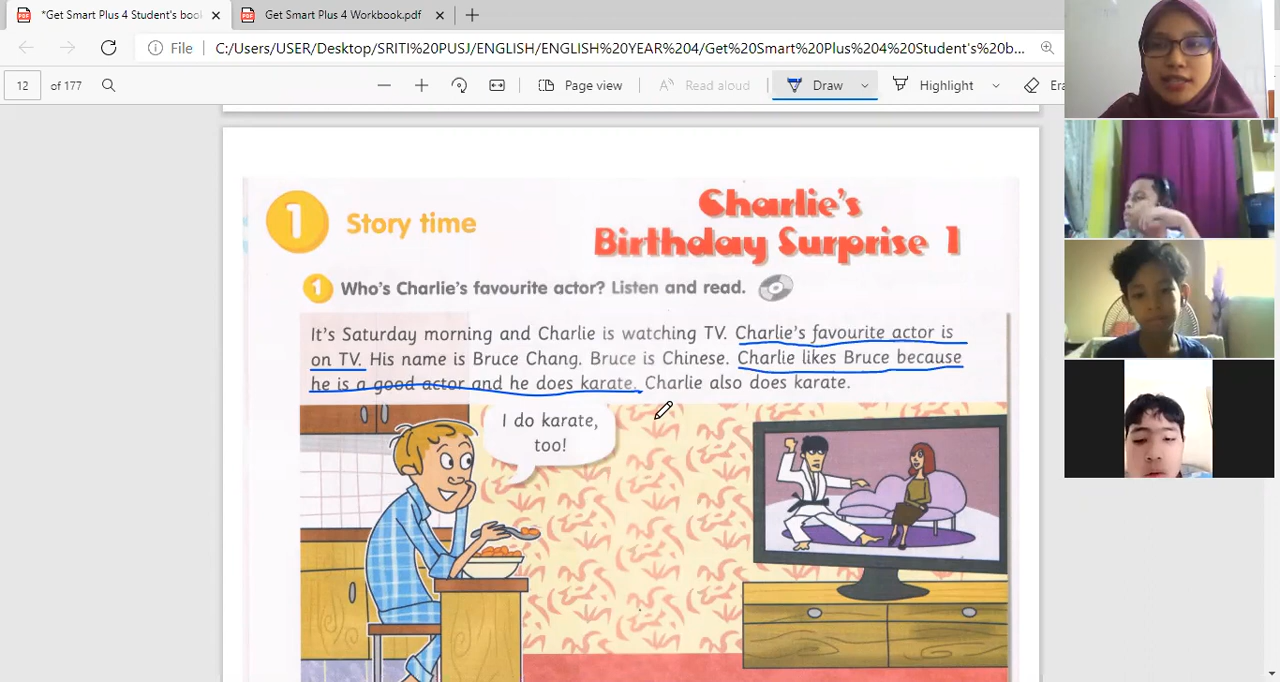 *Get Smart Plus 4 Student's book
Get Smart Plus 4 Workbook.pdf
File
C:/Users/USER/Desktop/SRITI%20PUSJ/ENGLISH/ENGLISH%20YEAR%204/Get%20Smart%20Plus%204%20Student's%20b...
12 of 177
Page view
Read aloud
Draw
Highlight
Era
1 Story time
Charlie's
Birthday Surprise 1
1 Who's Charlie's favourite actor? Listen and read.
It's Saturday morning and Charlie is watching TV. Charlie's favourite actor is
on TV. His name is Bruce Chang. Bruce is Chinese. Charlie likes Bruce because
he is a good actor and he does karate. Charlie also does karate.
I do karate,
too!